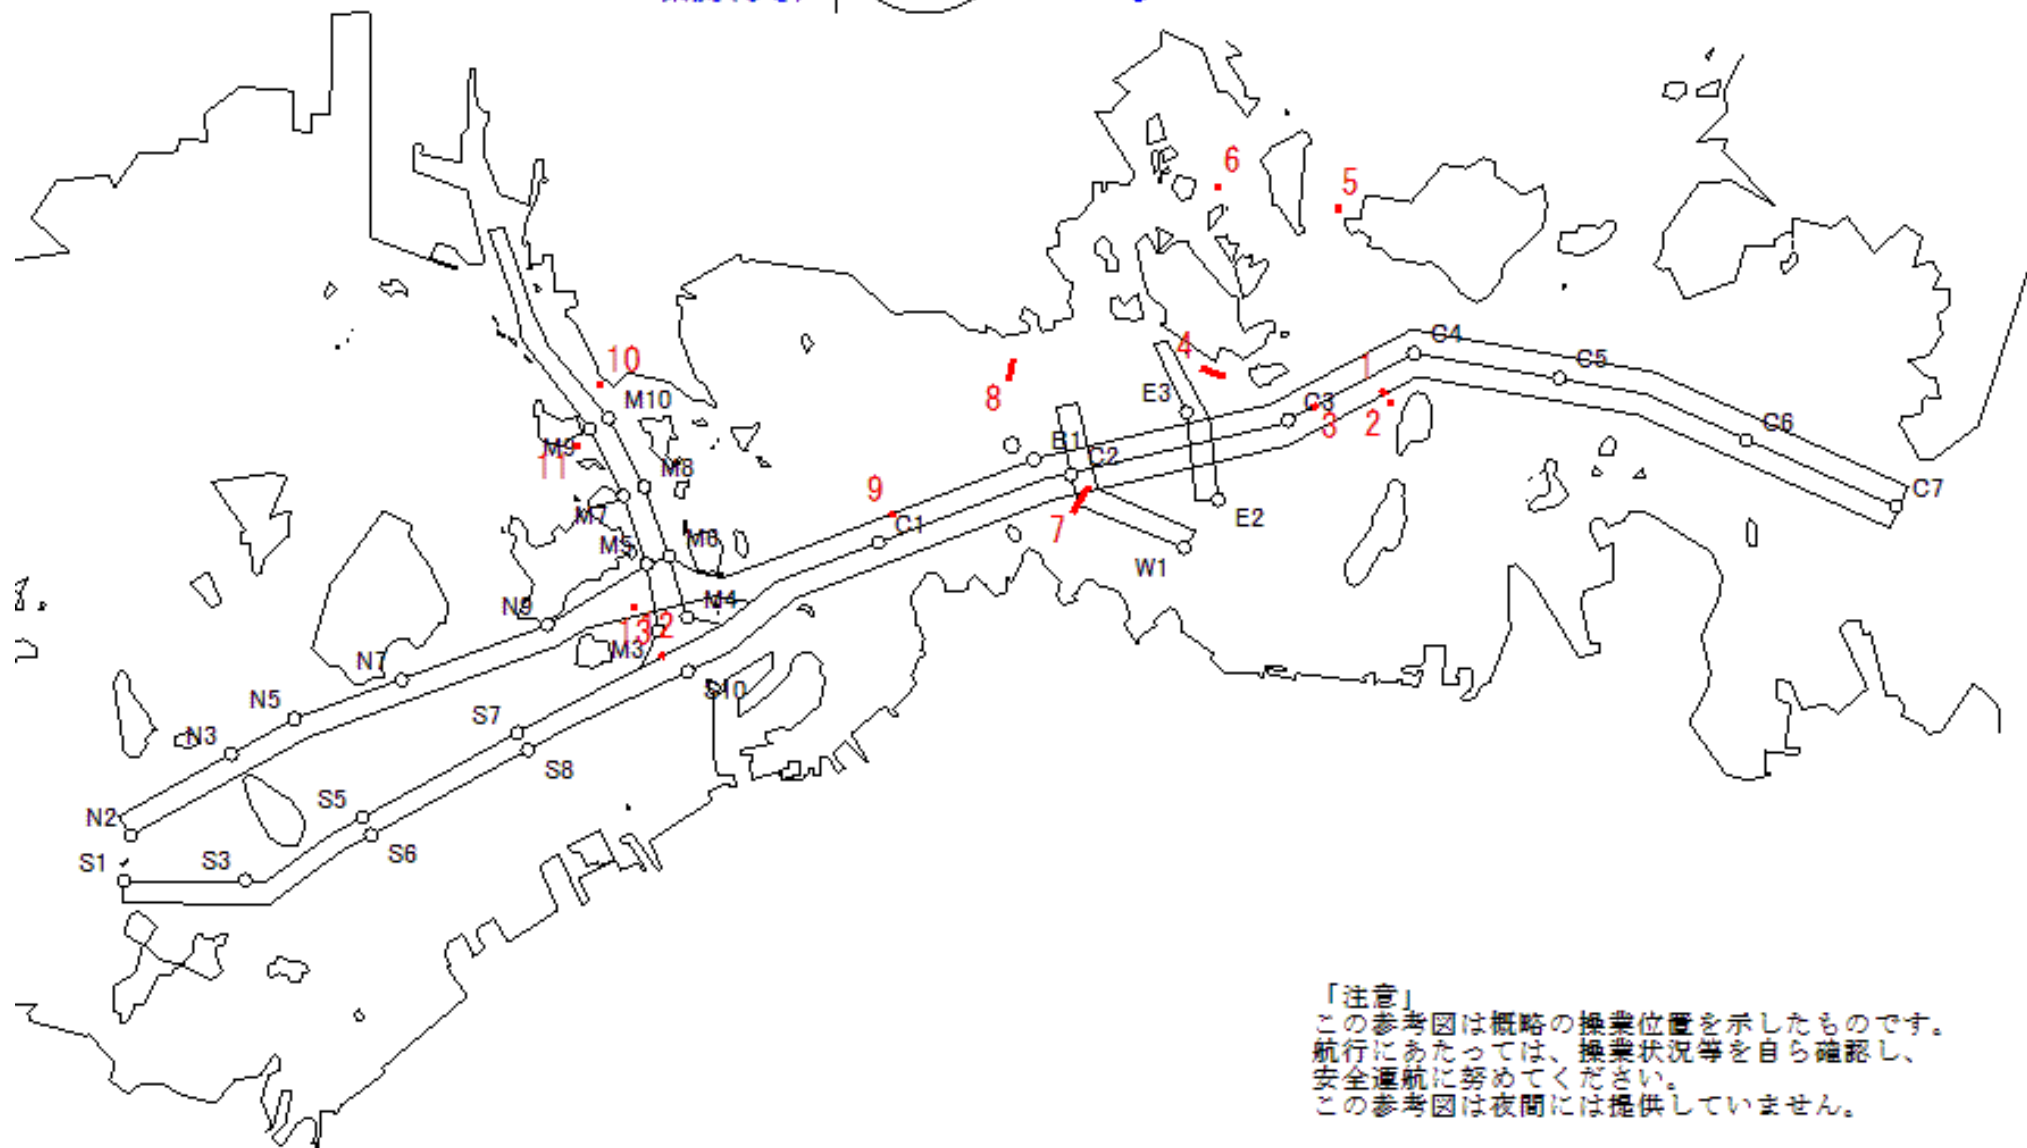 6
5
4
C4
1
C5
10
8
E3
C3
M10
3
2
C6
M9
B1
11
M8
C2
9
C7
M7
C1
7
E2
M5
M6
W1
N9
M4
13
12
M3
N7
S10
N5
S7
N3
S8
S5
N2
S6
S1
S3
「注意」
この参考図は概略の操業位置を示したものです。
航行にあたっては、操業状況等を自ら確認し、
安全運航に努めてください。
この参考図は夜間には提供していません。